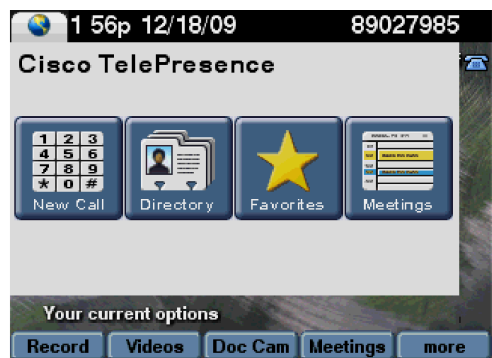 1 56p 12/18/09 89027985
Cisco TelePresence
1 2 3
4 5 6
7 8 9
* 0 #
New Call Directory Favorites Meetings
Your current options
Record Videos Doc Cam Meetings more